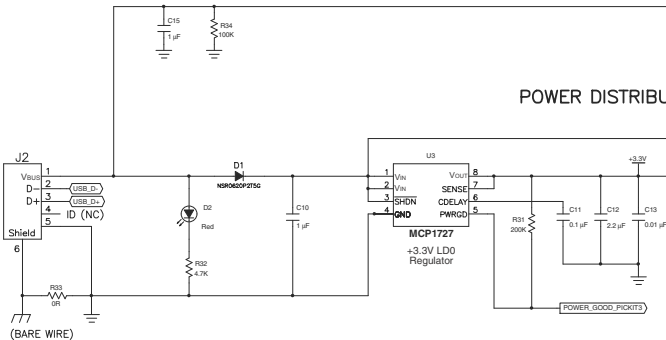 C15
1 µF
R34
100K
POWER DISTRIBU
J2
VBUS 1
D− 2 USB_D-
D+ 3 USB_D+
4 ID (NC)
5
Shield
6
R33
0R
(BARE WIRE)
D1
NSR0620P2T5G
D2
Red
R32
4.7K
C10
1 µF
U3
1 VIN VOUT 8
2 VIN SENSE 7
3 SHDN CDELAY 6
4 GND PWRGD 5
MCP1727
+3.3V LD0
Regulator
R31
200K
C11
0.1 µF
C12
2.2 µF
+3.3V
C13
0.01 µF
POWER_GOOD_PICKIT3